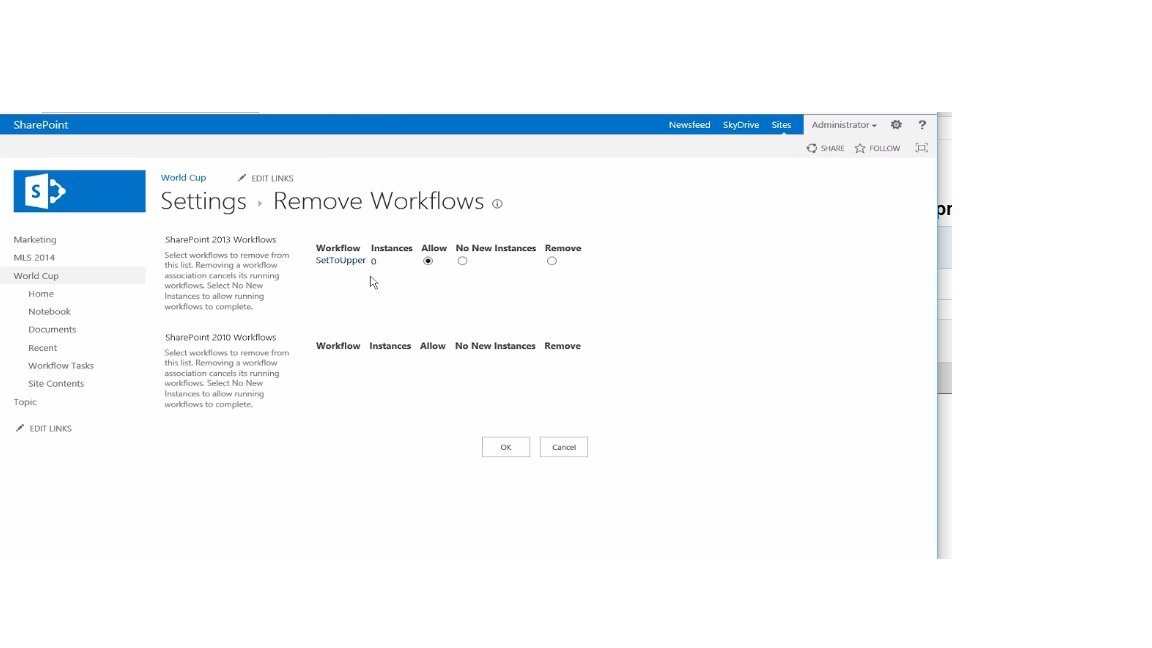 SharePoint
Newsfeed SkyDrive Sites Administrator ?
SHARE FOLLOW
S
World Cup EDIT LINKS
Settings Remove Workflows
Marketing
MLS 2014
World Cup
Home
Notebook
Documents
Recent
Workflow Tasks
Site Contents
Topic
EDIT LINKS
SharePoint 2013 Workflows
Select workflows to remove from
this list. Removing a workflow
association cancels its running
workflows. Select No New
Instances to allow running
workflows to complete.
Workflow Instances Allow No New Instances Remove
SetToUpper 0
SharePoint 2010 Workflows
Select workflows to remove from
this list. Removing a workflow
association cancels its running
workflows. Select No New
Instances to allow running
workflows to complete.
Workflow Instances Allow No New Instances Remove
OK Cancel